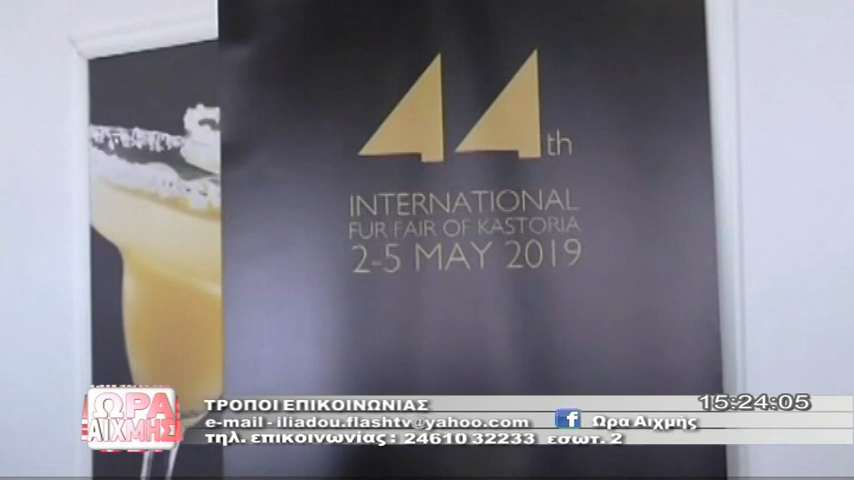 44th
INTERNATIONAL
FUR FAIR OF KASTORIA
2-5 MAY 2019
ΩΡΑ
ΑΙΧΜΗΣ
ΤΡΟΠΟΙ ΕΠΙΚΟΙΝΩΝΙΑΣ
15:24:05
e-mail - iliadou.flashtv@yahoo.com
f Ωρα Αιχμής
τηλ. επικοινωνίας : 24610 32233 εσωτ. 2